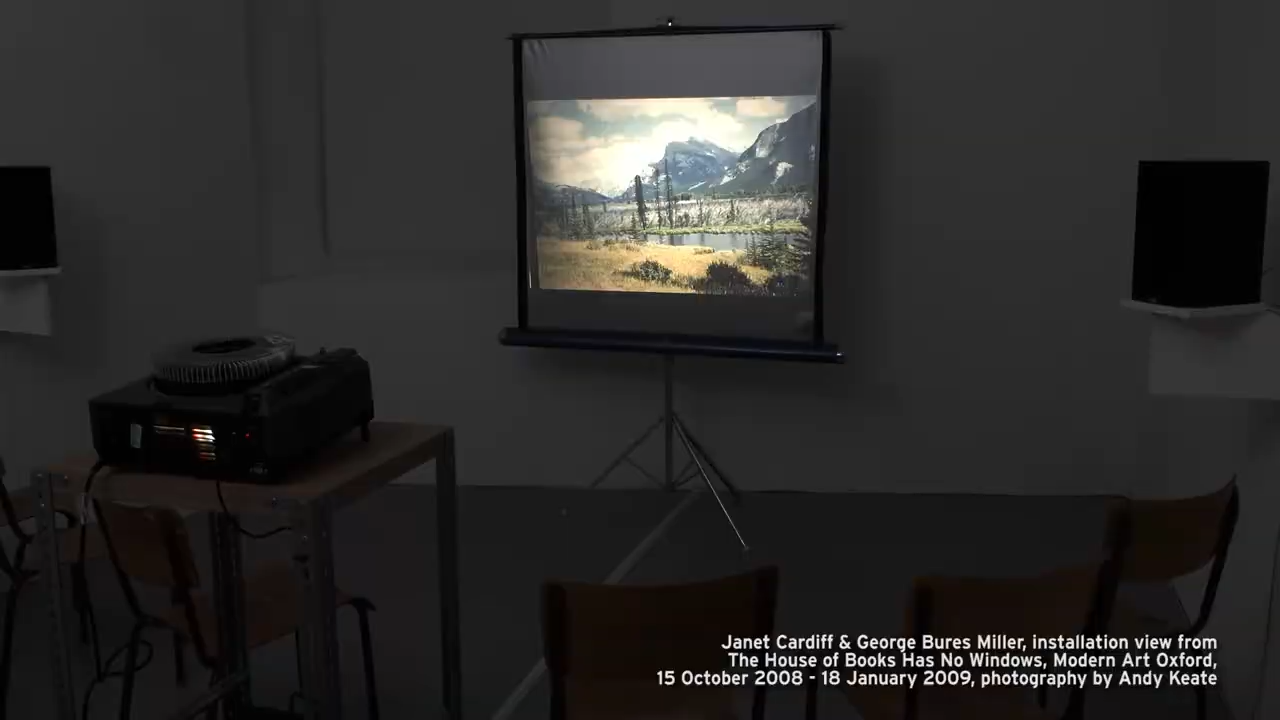 Janet Cardiff & George Bures Miller, installation view from
The House of Books Has No Windows, Modern Art Oxford,
15 October 2008 - 18 January 2009, photography by Andy Keate